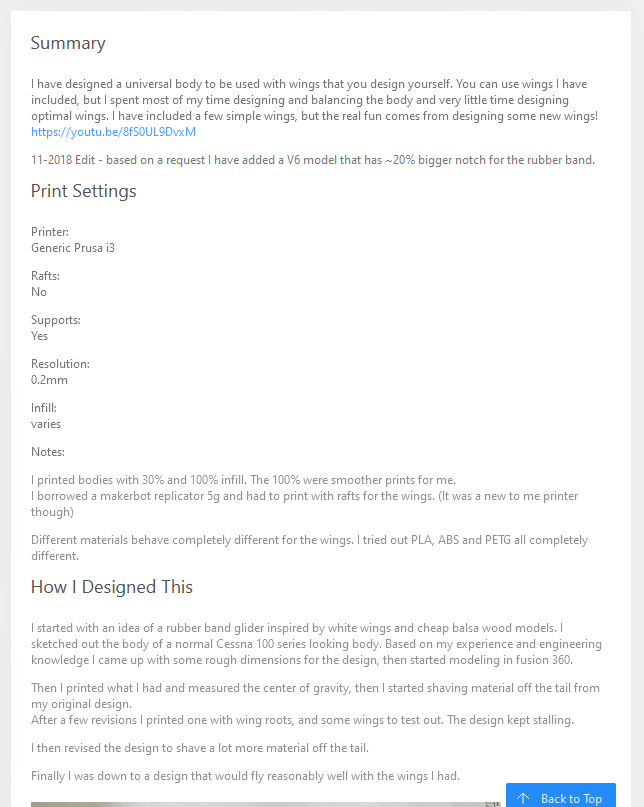 Summary
I have designed a universal body to be used with wings that you design yourself. You can use wings I have
included, but I spent most of my time designing and balancing the body and very little time designing
optimal wings. I have included a few simple wings, but the real fun comes from designing some new wings!
https://youtu.be/8fS0UL9DvxM
11-2018 Edit - based on a request I have added a V6 model that has ~20% bigger notch for the rubber band.
Print Settings
Printer:
Generic Prusa i3
Rafts:
No
Supports:
Yes
Resolution:
0.2mm
Infill:
varies
Notes:
I printed bodies with 30% and 100% infill. The 100% were smoother prints for me.
I borrowed a makerbot replicator 5g and had to print with rafts for the wings. (It was a new to me printer
though)
Different materials behave completely different for the wings. I tried out PLA, ABS and PETG all completely
different.
How I Designed This
I started with an idea of a rubber band glider inspired by white wings and cheap balsa wood models. I
sketched out the body of a normal Cessna 100 series looking body. Based on my experience and engineering
knowledge I came up with some rough dimensions for the design, then started modeling in fusion 360.
Then I printed what I had and measured the center of gravity, then I started shaving material off the tail from
my original design.
After a few revisions I printed one with wing roots, and some wings to test out. The design kept stalling.
I then revised the design to shave a lot more material off the tail.
Finally I was down to a design that would fly reasonably well with the wings I had.
Back to Top